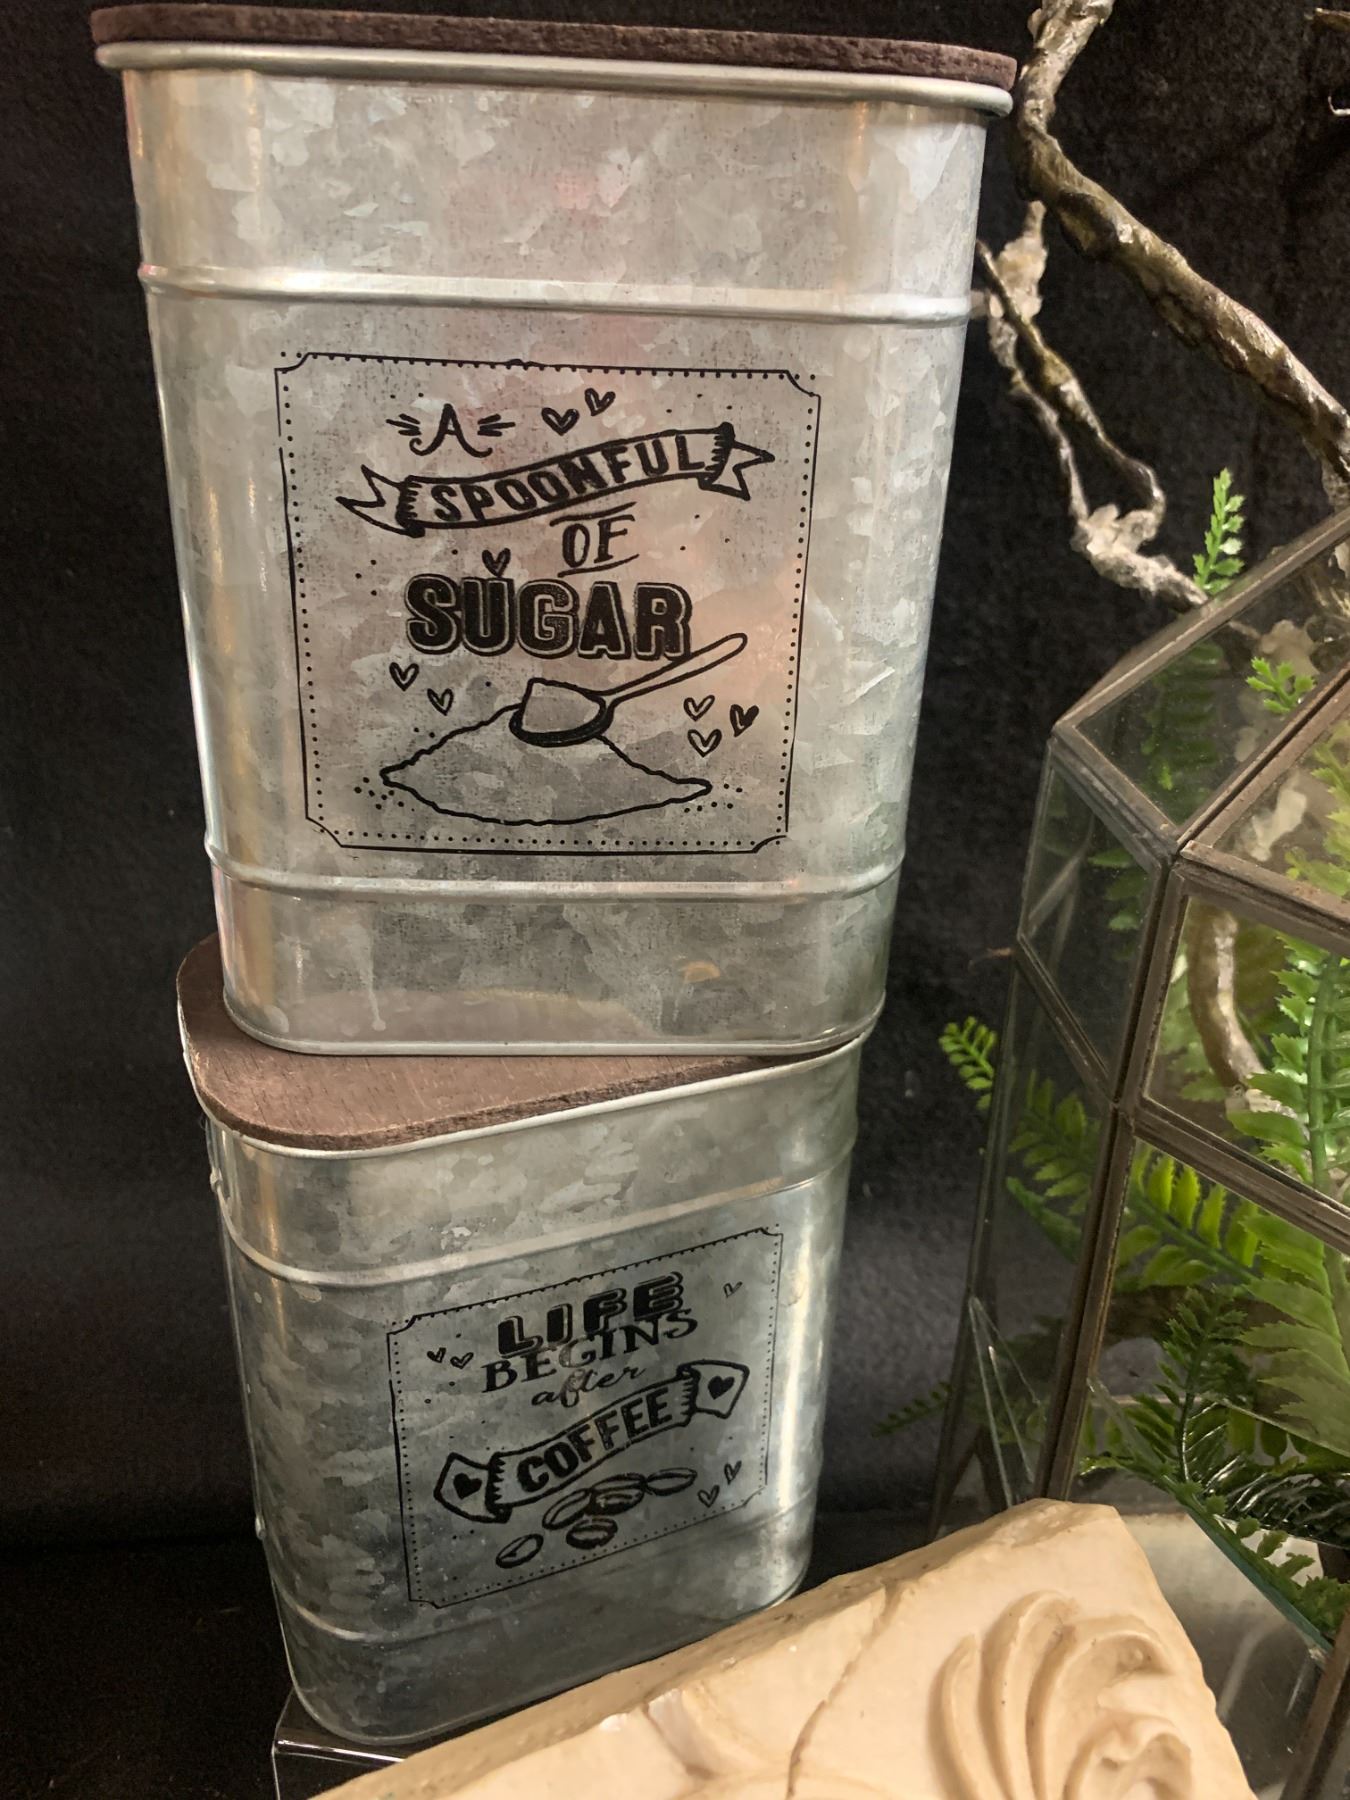 A
SPOONFUL
OF
SUGAR
LIFE
BEGINS
after
COFFEE